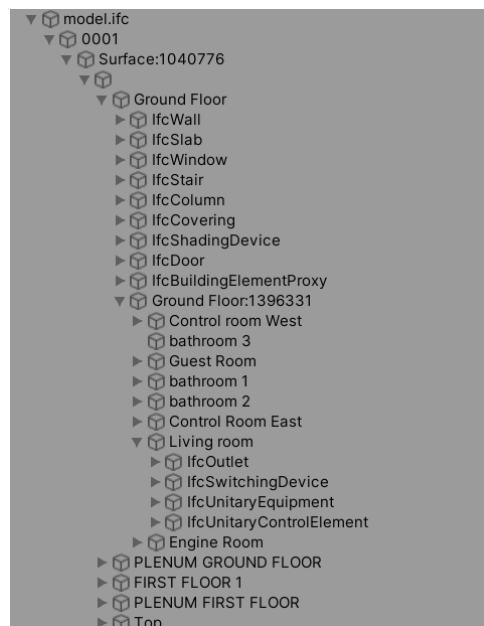 model.ifc
0001
Surface:1040776
Ground Floor
IfcWall
IfcSlab
IfcWindow
IfcStair
IfcColumn
IfcCovering
IfcShadingDevice
IfcDoor
IfcBuildingElementProxy
Ground Floor:1396331
Control room West
bathroom 3
Guest Room
bathroom 1
bathroom 2
Control Room East
Living room
IfcOutlet
IfcSwitchingDevice
IfcUnitaryEquipment
IfcUnitaryControlElement
Engine Room
PLENUM GROUND FLOOR
FIRST FLOOR 1
PLENUM FIRST FLOOR
Top